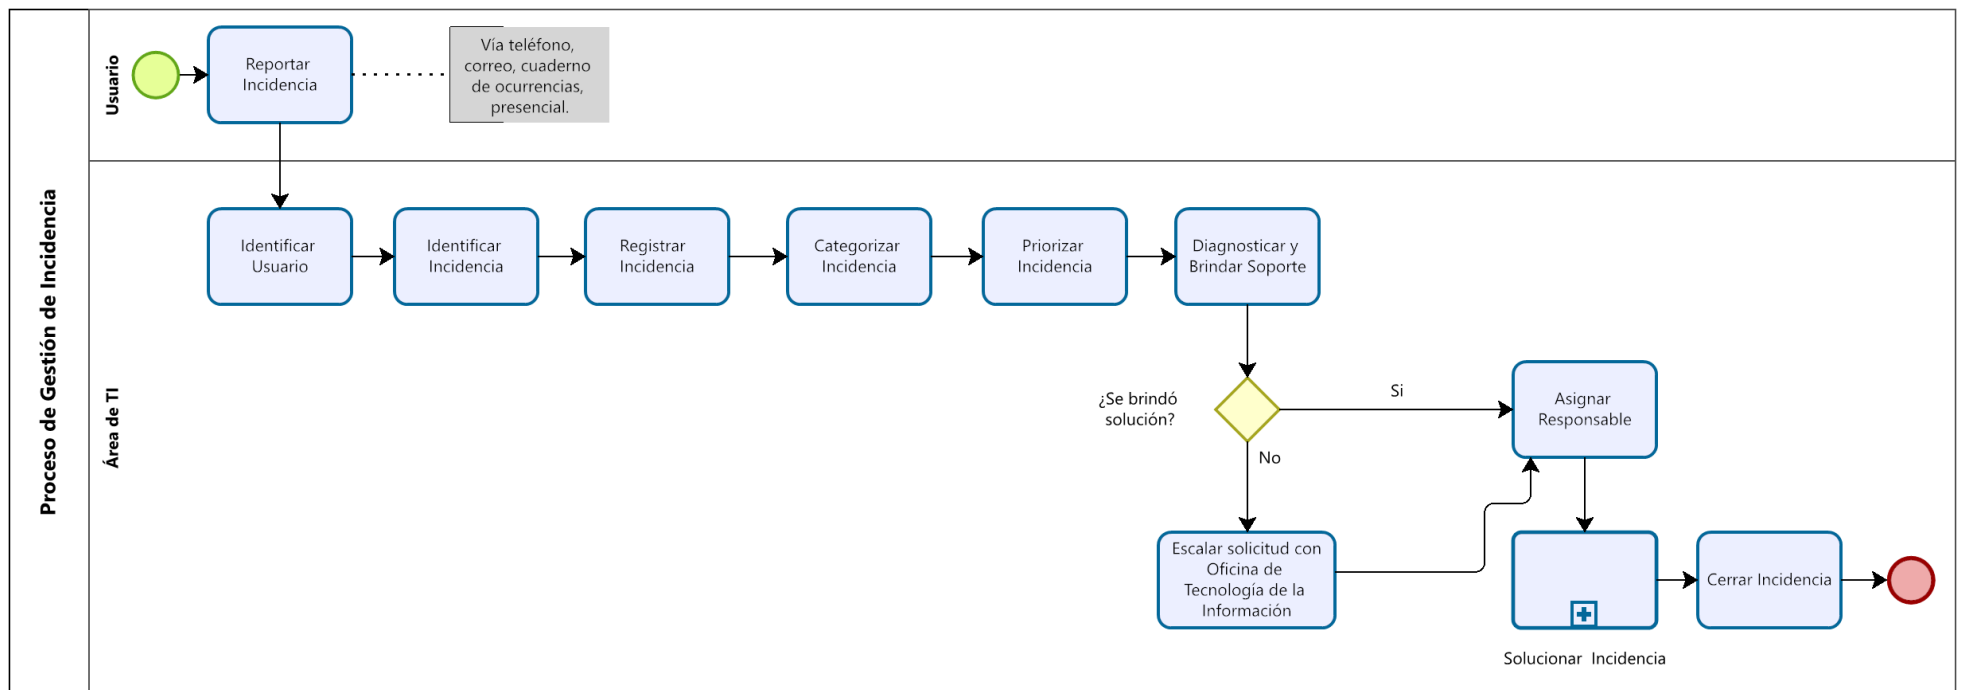 Proceso de Gestión de Incidencia
Usuario
Reportar
Incidencia
Vía teléfono,
correo, cuaderno
de ocurrencias,
presencial.
Área de TI
Identificar
Usuario
Identificar
Incidencia
Registrar
Incidencia
Categorizar
Incidencia
Priorizar
Incidencia
Diagnosticar y
Brindar Soporte
¿Se brindó
solución?
Si
No
Asignar
Responsable
Escalar solicitud con
Oficina de
Tecnología de la
Información
Solucionar Incidencia
Cerrar Incidencia